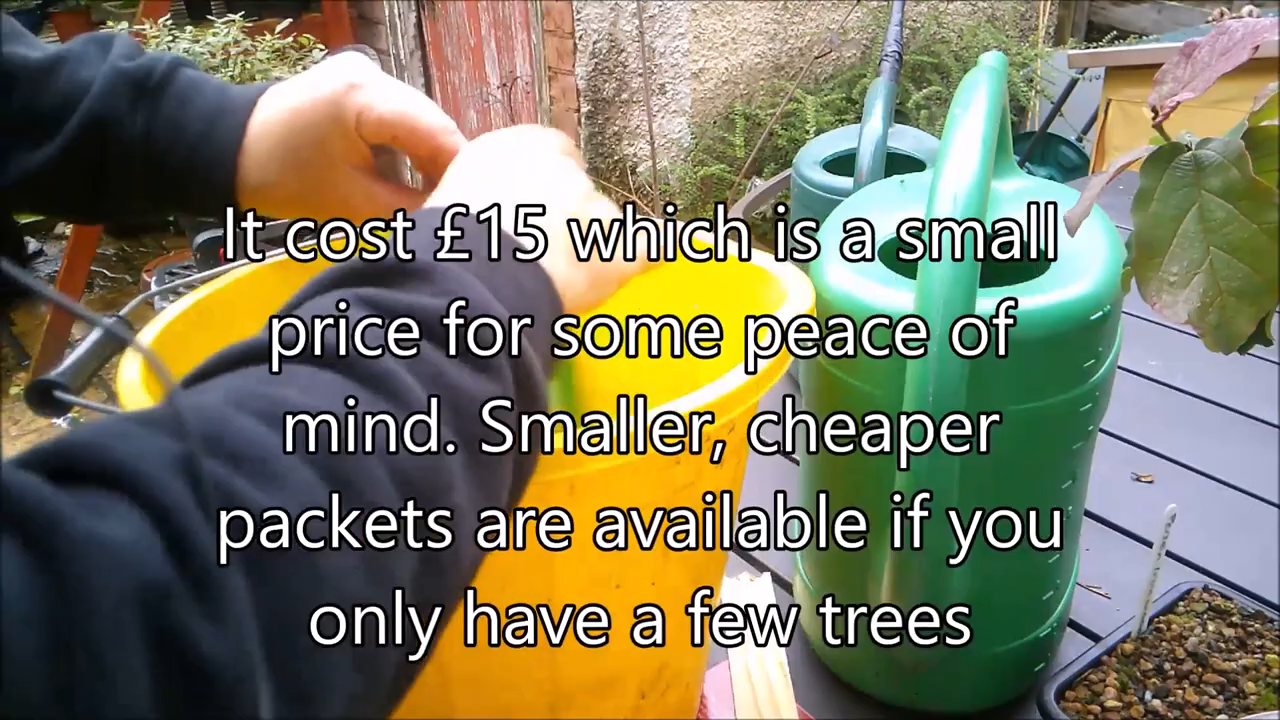 It cost £15 which is a small
price for some peace of
mind. Smaller, cheaper
packets are available if you
only have a few trees